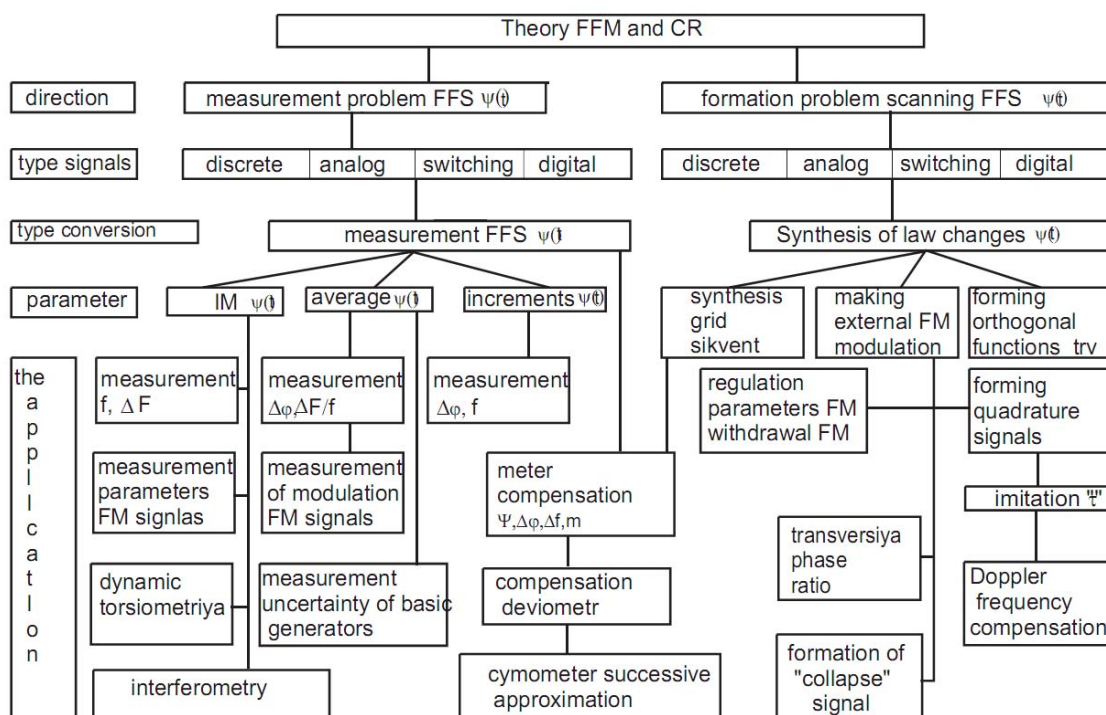 Theory FFM and CR
direction
measurement problem FFS ψ(t)
formation problem scanning FFS ψ(t)
type signals
discrete analog switching digital
discrete analog switching digital
type conversion
measurement FFS ψ(t)
Synthesis of law changes ψ(t)
parameter
IM ψ(t)
average ψ(t)
increments ψ(t)
synthesis
grid
sikvent
making
external FM
modulation
forming
orthogonal
functions trv
the
a
p
p
l
I
c
a
t
I
o
n
measurement
f, ΔF
measurement
Δφ,ΔF/f
measurement
Δφ, f
regulation
parameters FM
withdrawal FM
forming
quadrature
signals
measurement
parameters
FM signlas
measurement
of modulation
FM signals
meter
compensation
Ψ,Δφ,Δf,m
imitation
transversiya
phase
ratio
dynamic
torsiometriya
measurement
uncertainty of basic
generators
compensation
deviometr
Doppler
frequency
compensation
interferometry
cymometer successive
approximation
formation of
"collapse"
signal